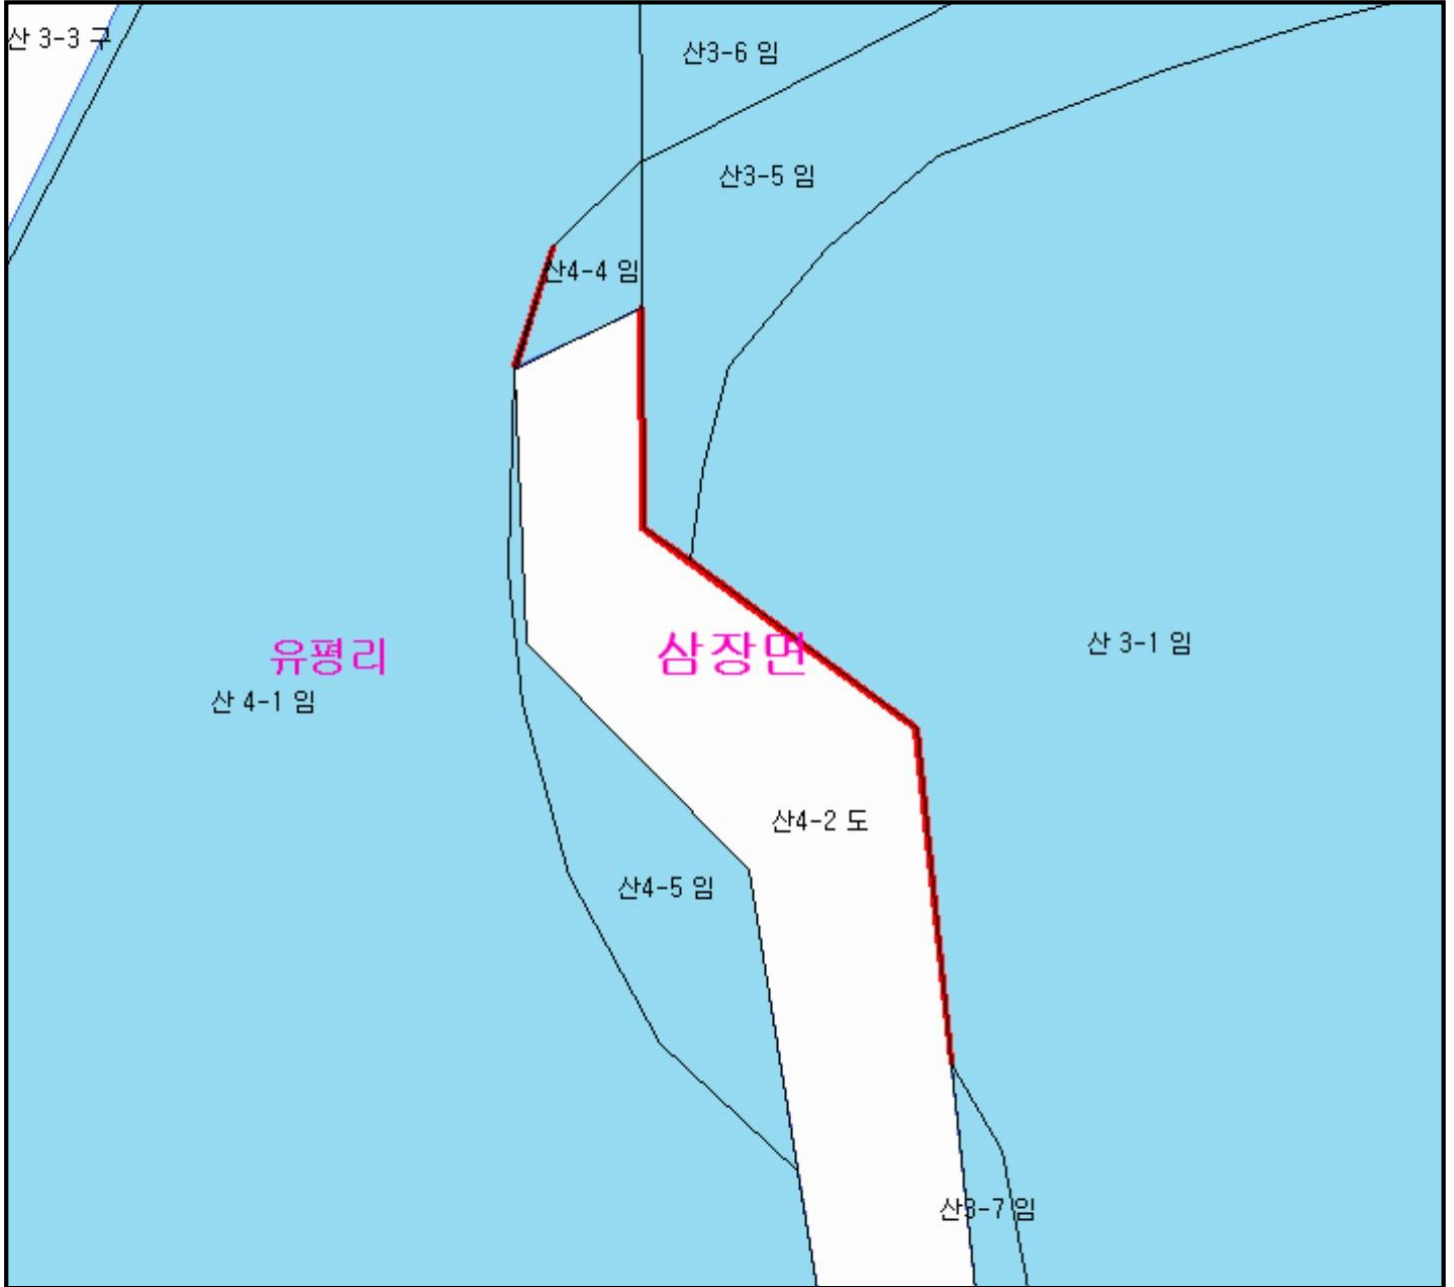 산 3-3 구
산3-6 임
산3-5 임
산4-4 임
유평리
삼장면
산 3-1 임
산 4-1 임
산4-2 도
산4-5 임
산3-7 임